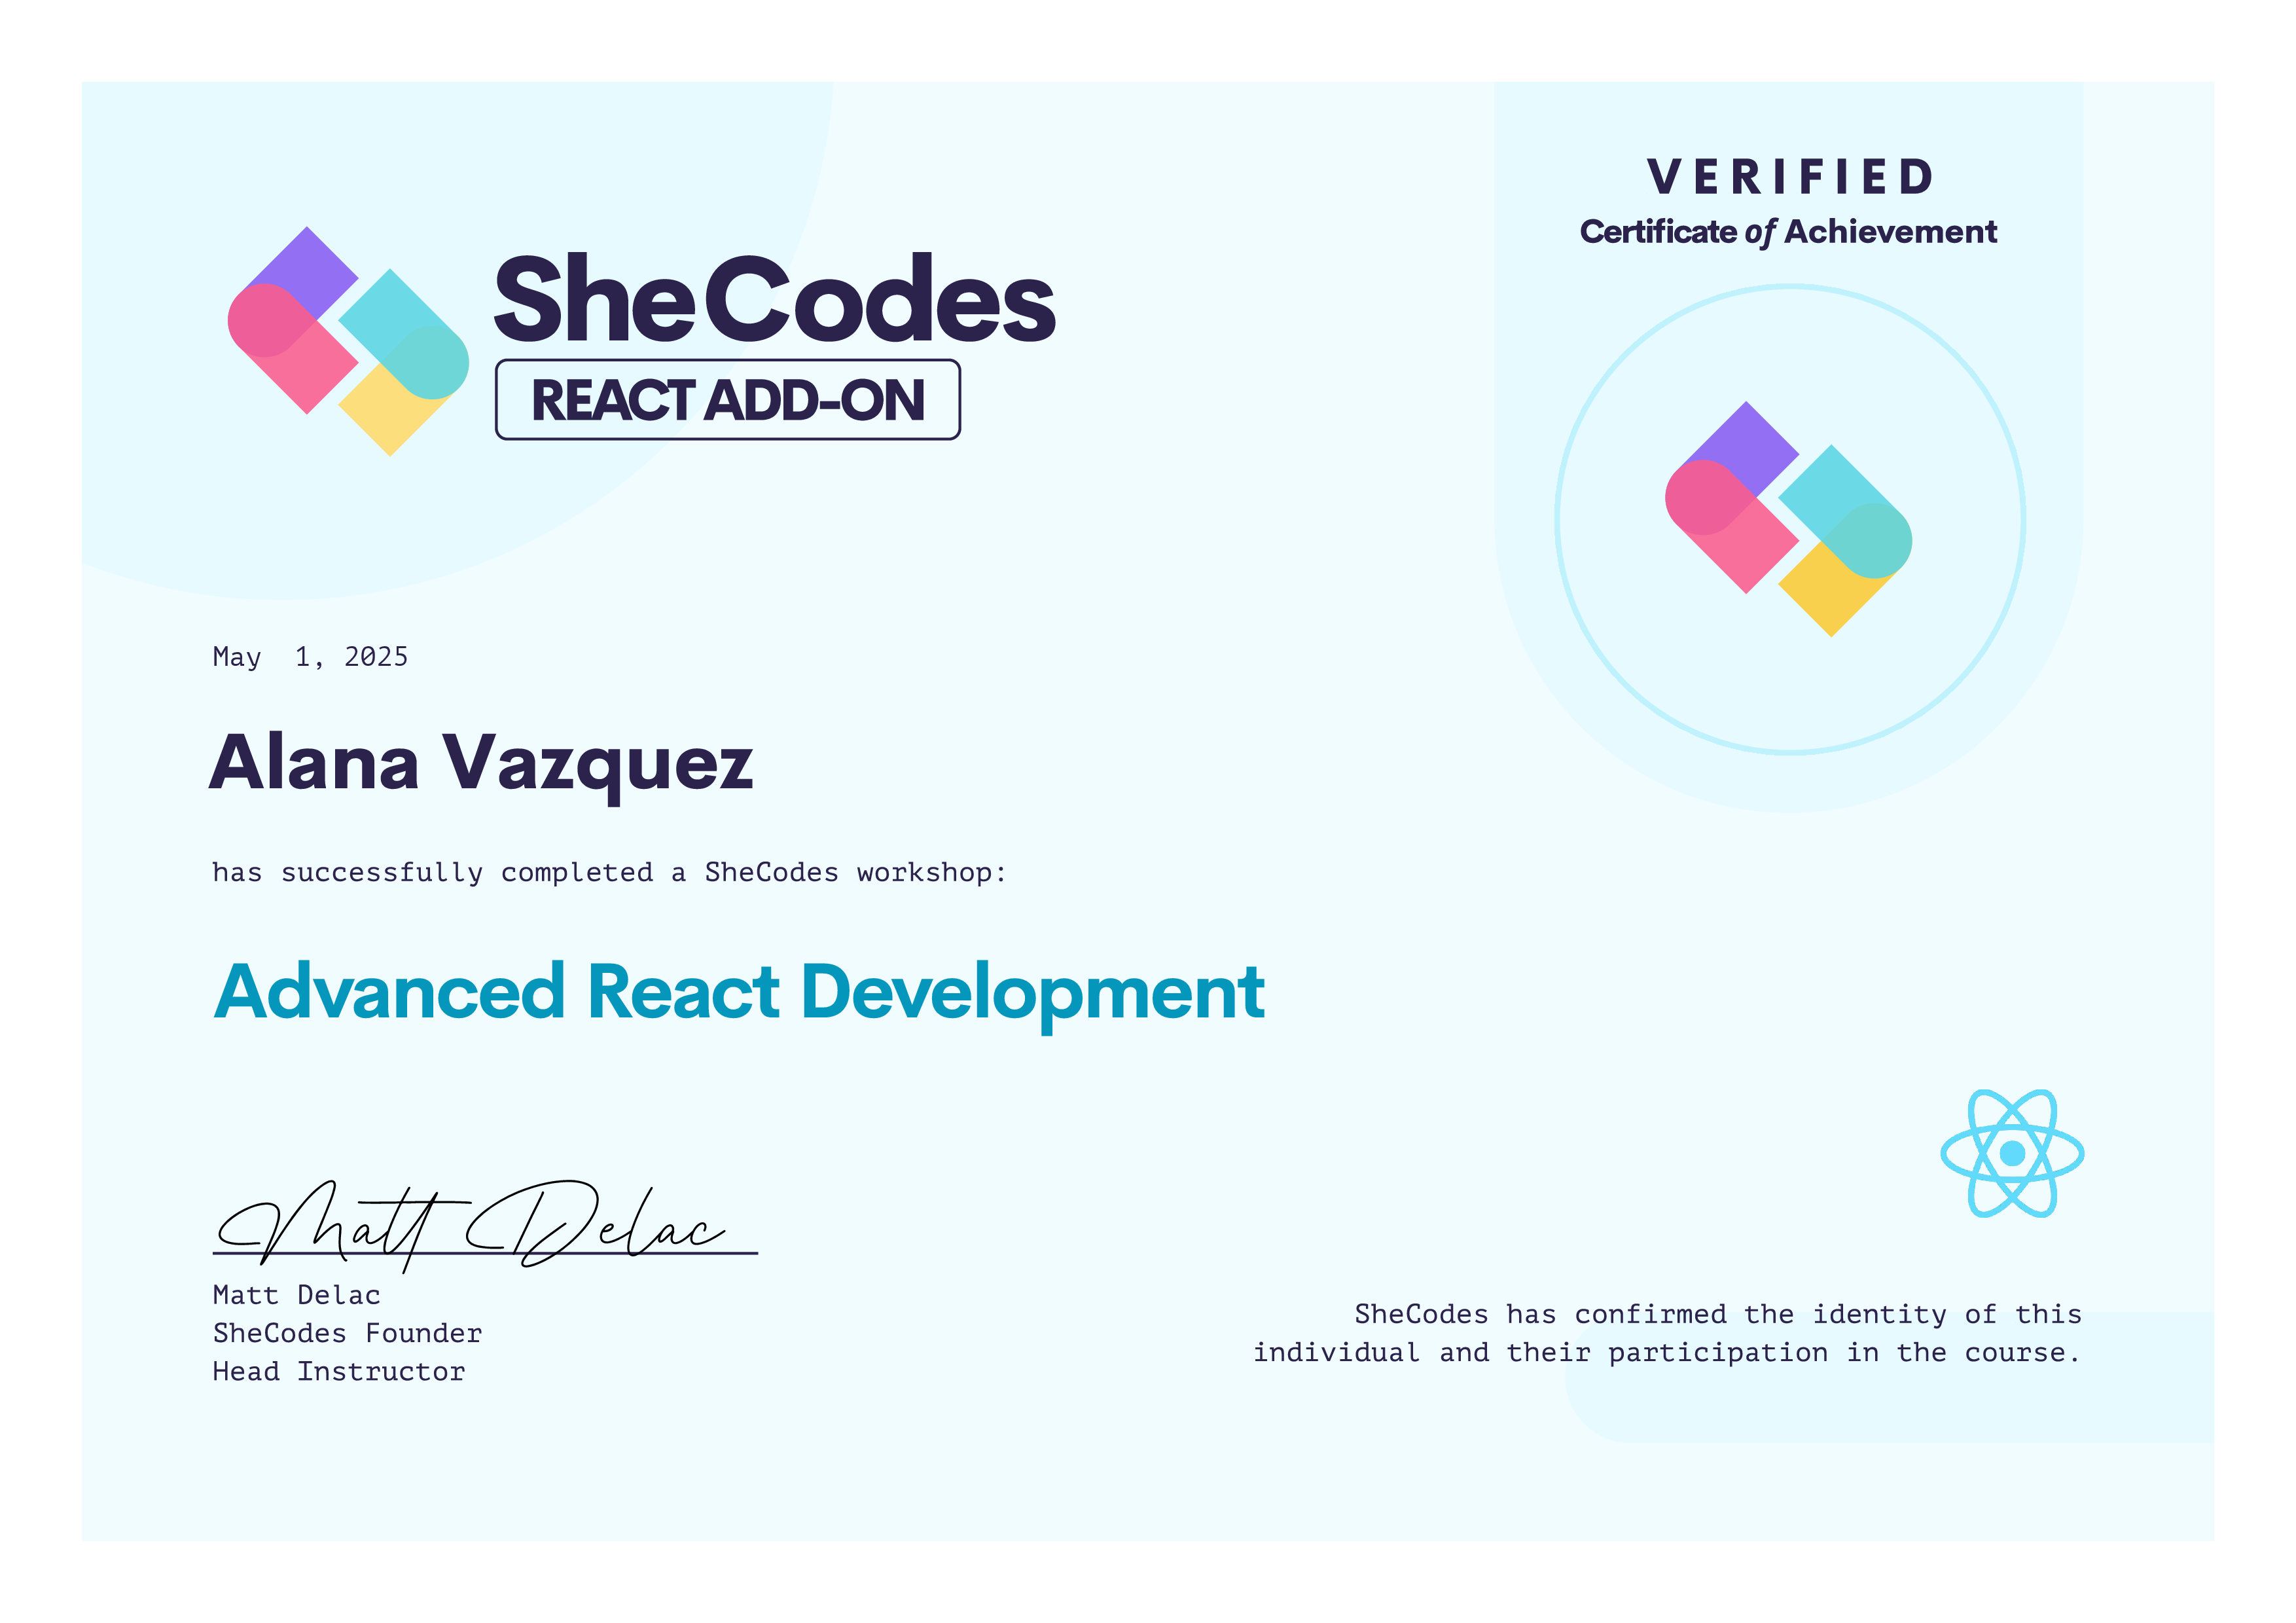 SheCodes
REACT ADD-ON
VERIFIED
Certificate of Achievement
May  1, 2025
Alana Vazquez
has successfully completed a SheCodes workshop:
Advanced React Development
Matt Delac
Matt Delac
SheCodes Founder
Head Instructor
SheCodes has confirmed the identity of this
individual and their participation in the course.